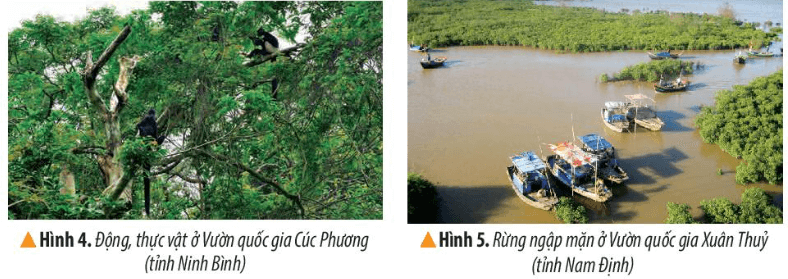 Hình 4. Động, thực vật ở Vườn quốc gia Cúc Phương
(tỉnh Ninh Bình)
Hình 5. Rừng ngập mặn ở Vườn quốc gia Xuân Thuỷ
(tỉnh Nam Định)